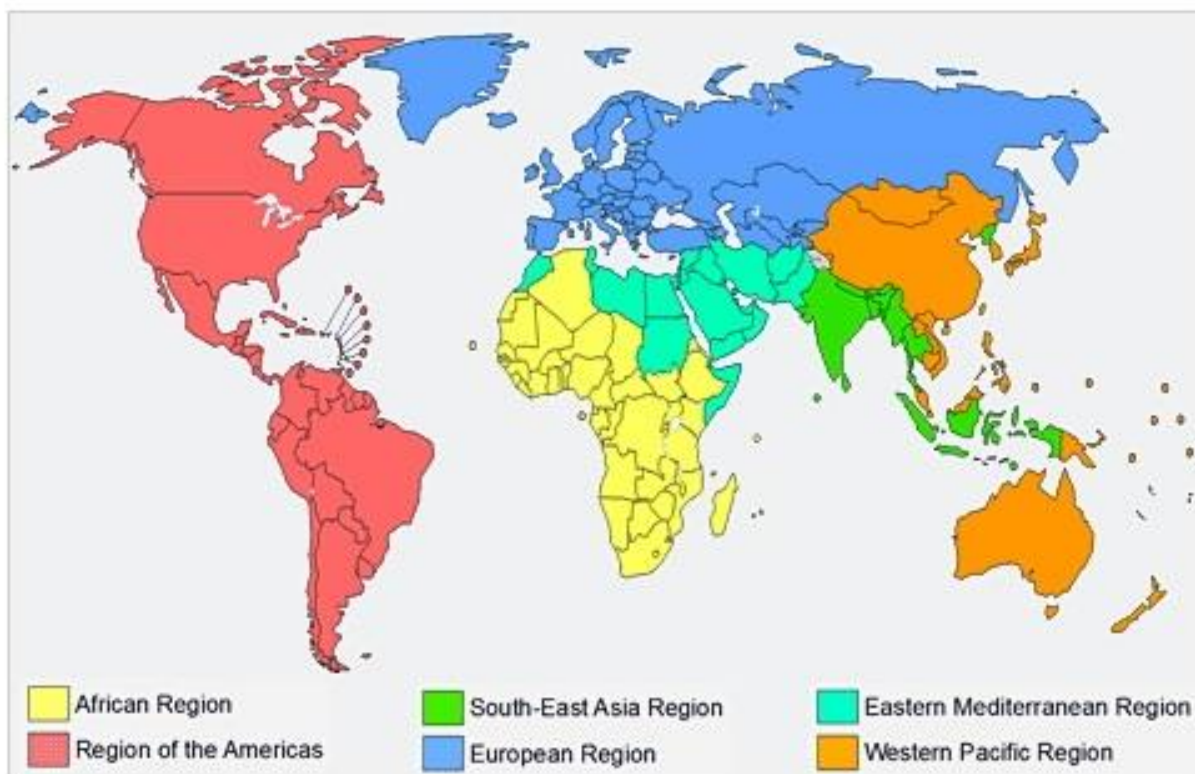 African Region
South-East Asia Region
Eastern Mediterranean Region
Region of the Americas
European Region
Western Pacific Region